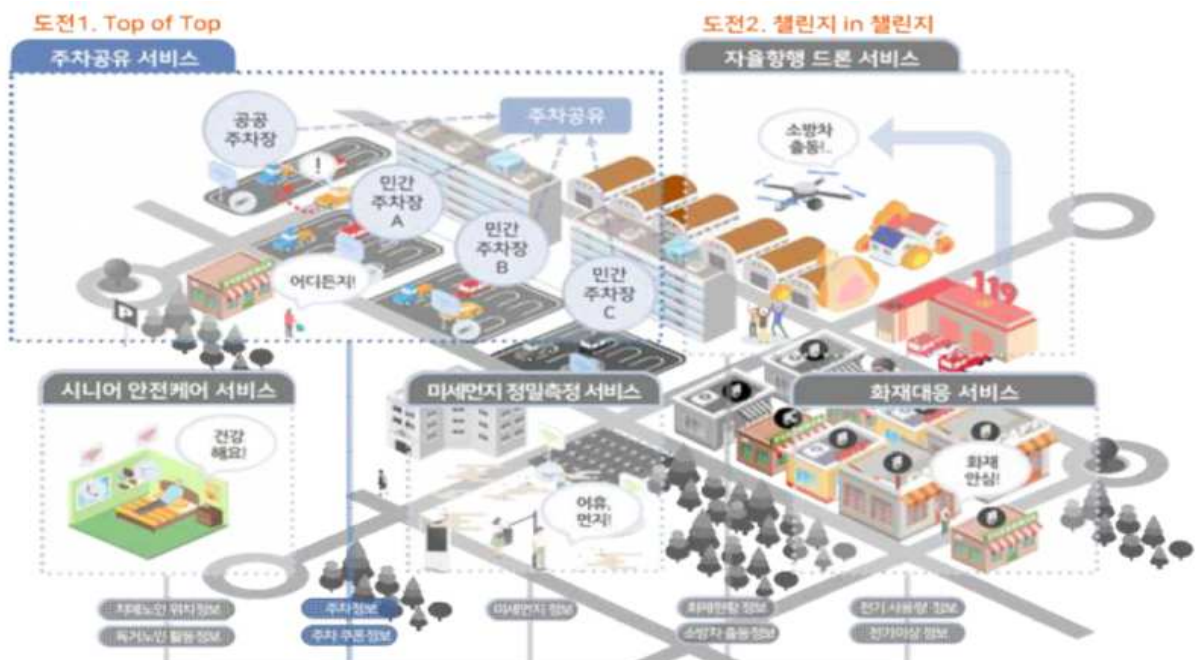 도전1. Top of Top
도전2. 챌린지 in 챌린지
주차공유 서비스
자율항행 드론 서비스
공공
주차장
주차공유
소방차
출동!..
!
민간
주차장
A
민간
주차장
B
민간
주차장
C
어디든지!
119
P
시니어 안전케어 서비스
미세먼지 정밀측정 서비스
화재대응 서비스
건강
해요!
화재
안심!
어휴,
먼지!
치매노인 위치정보
주차정보
미세먼지 정보
화재현황 정보
전기 사용량 정보
독거노인 활동정보
주차 쿠폰정보
소방차 출동정보
전기이상 정보